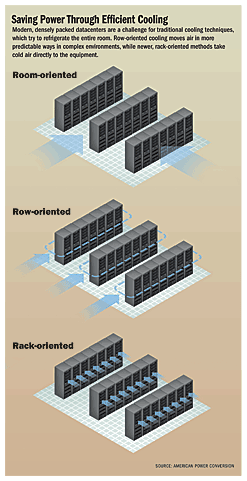 Saving Power Through Efficient Cooling
Modern, densely packed datacenters are a challenge for traditional cooling techniques,
which try to refrigerate the entire room. Row-oriented cooling moves air in more
predictable ways in complex environments, while newer, rack-oriented methods take
cold air directly to the equipment.
Room-oriented
Row-oriented
Rack-oriented
SOURCE: AMERICAN POWER CONVERSION